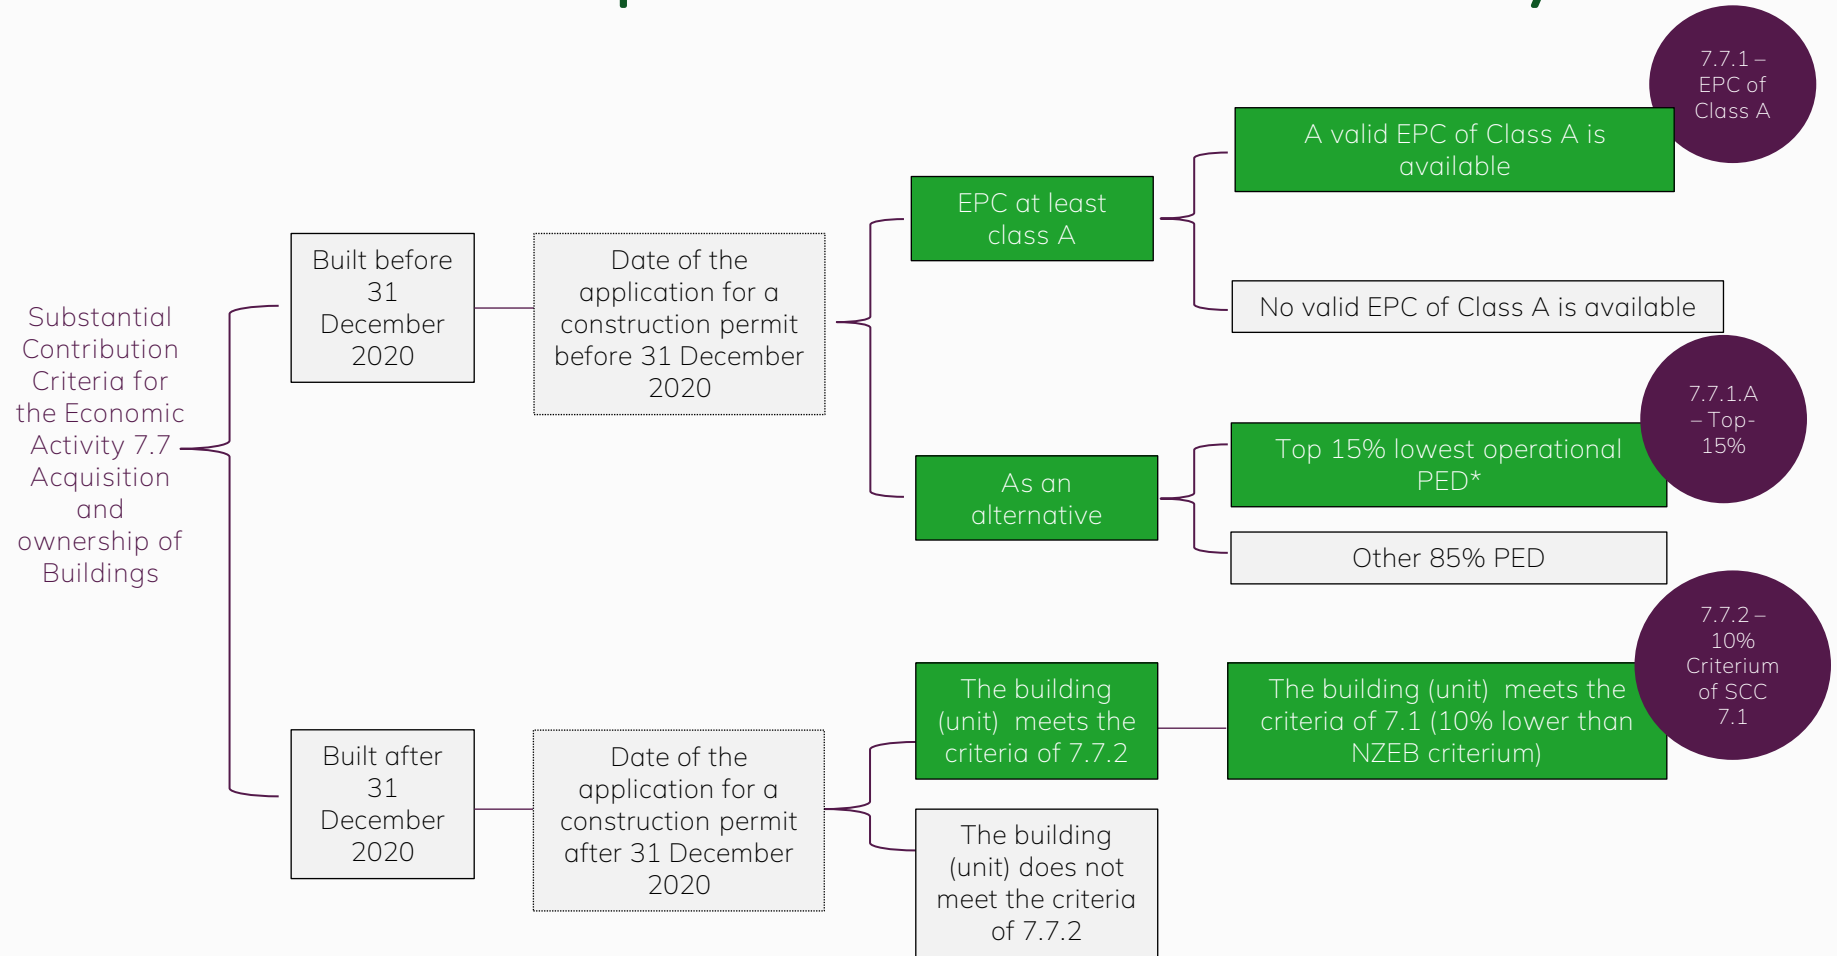 Substantial
Contribution
Criteria for
the Economic
Activity 7.7
Acquisition
and
ownership of
Buildings
Built before
31
December
2020
Date of the
application for a
construction permit
before 31 December
2020
EPC at least
class A
A valid EPC of Class A is
available
7.7.1 –
EPC of
Class A
No valid EPC of Class A is available
As an
alternative
Top 15% lowest operational
PED*
7.7.1.A
– Top-
15%
Other 85% PED
Built after
31
December
2020
Date of the
application for a
construction permit
after 31 December
2020
The building
(unit)  meets the
criteria of 7.7.2
The building (unit)  meets the
criteria of 7.1 (10% lower than
NZEB criterium)
7.7.2 –
10%
Criterium
of SCC
7.1
The building
(unit) does not
meet the criteria
of 7.7.2